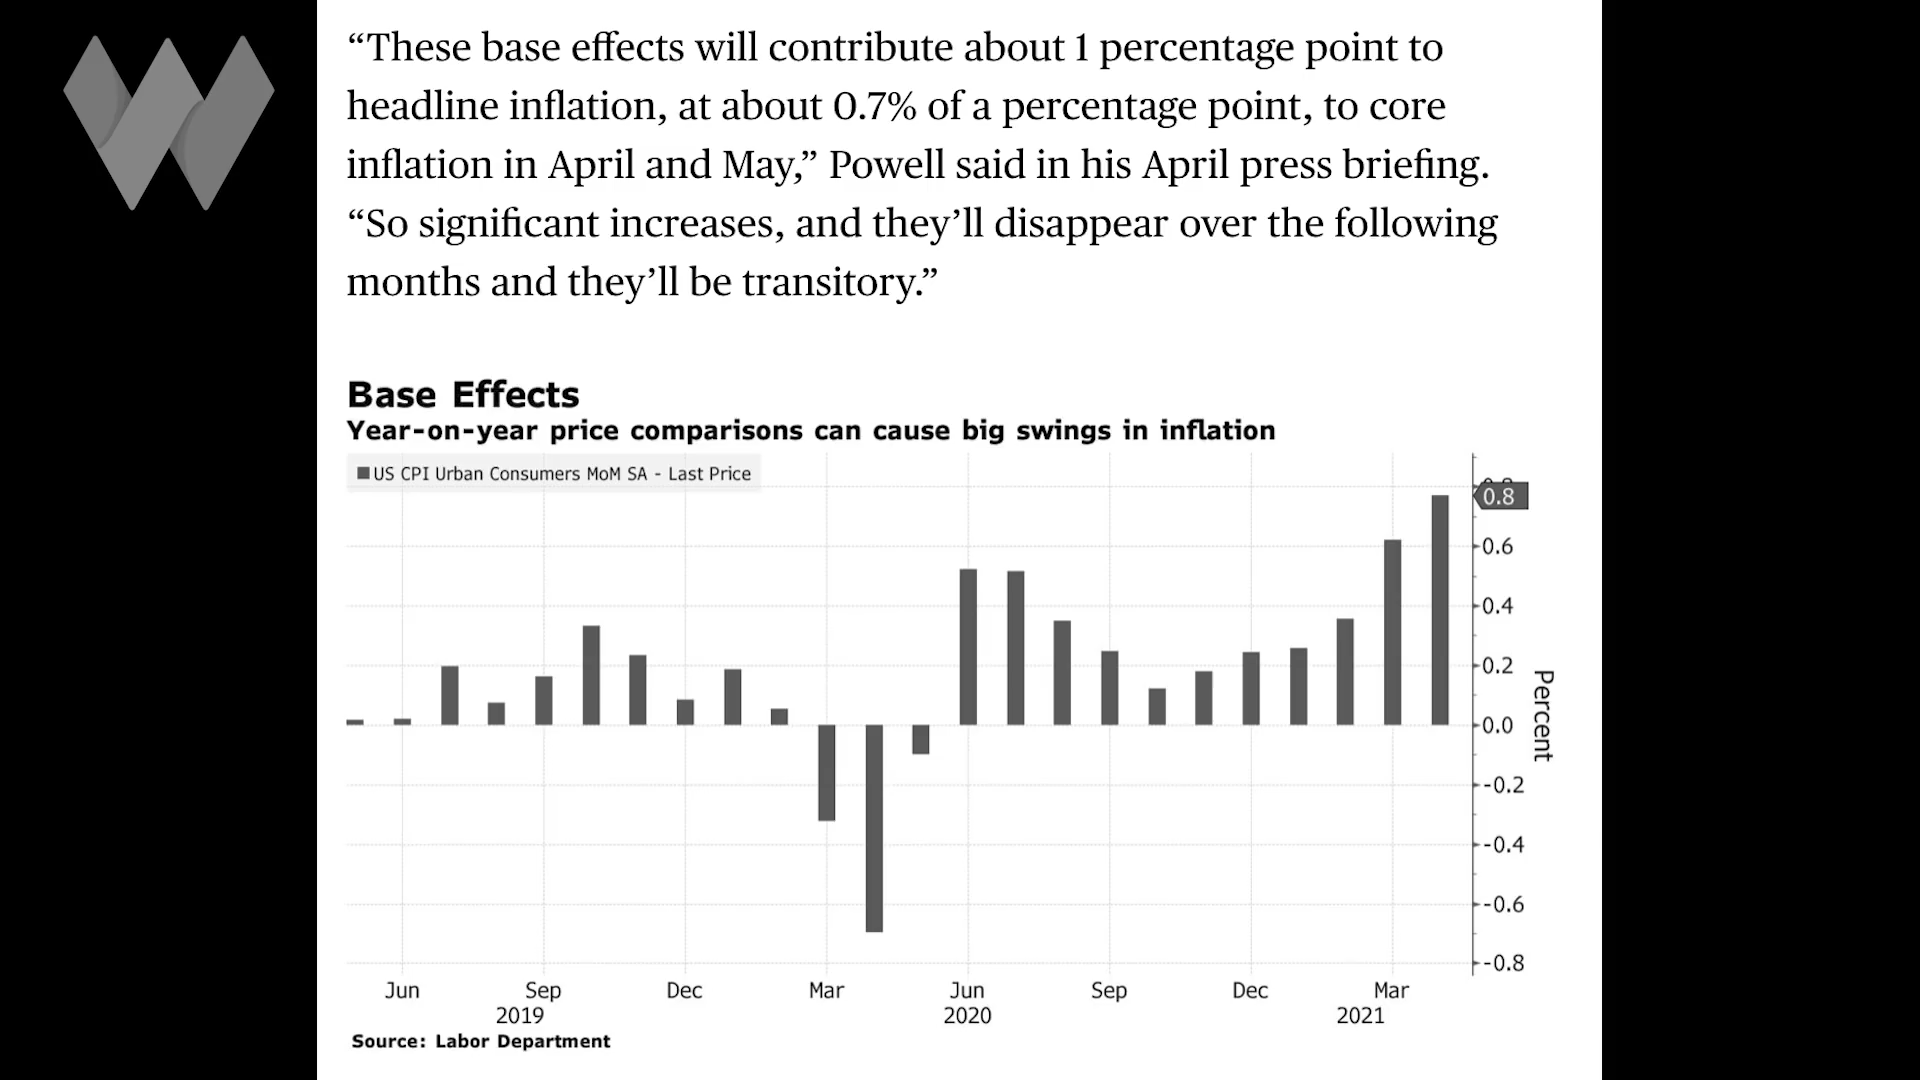 “These base effects will contribute about 1 percentage point to
headline inflation, at about 0.7% of a percentage point, to core
inflation in April and May,” Powell said in his April press briefing.
“So significant increases, and they’ll disappear over the following
months and they’ll be transitory.”
Base Effects
Year-on-year price comparisons can cause big swings in inflation
US CPI Urban Consumers MoM SA - Last Price
0.8
0.6
0.4
0.2
0.0
-0.2
-0.4
-0.6
-0.8
Percent
Jun Sep Dec Mar Jun Sep Dec Mar
2019 2020 2021
Source: Labor Department